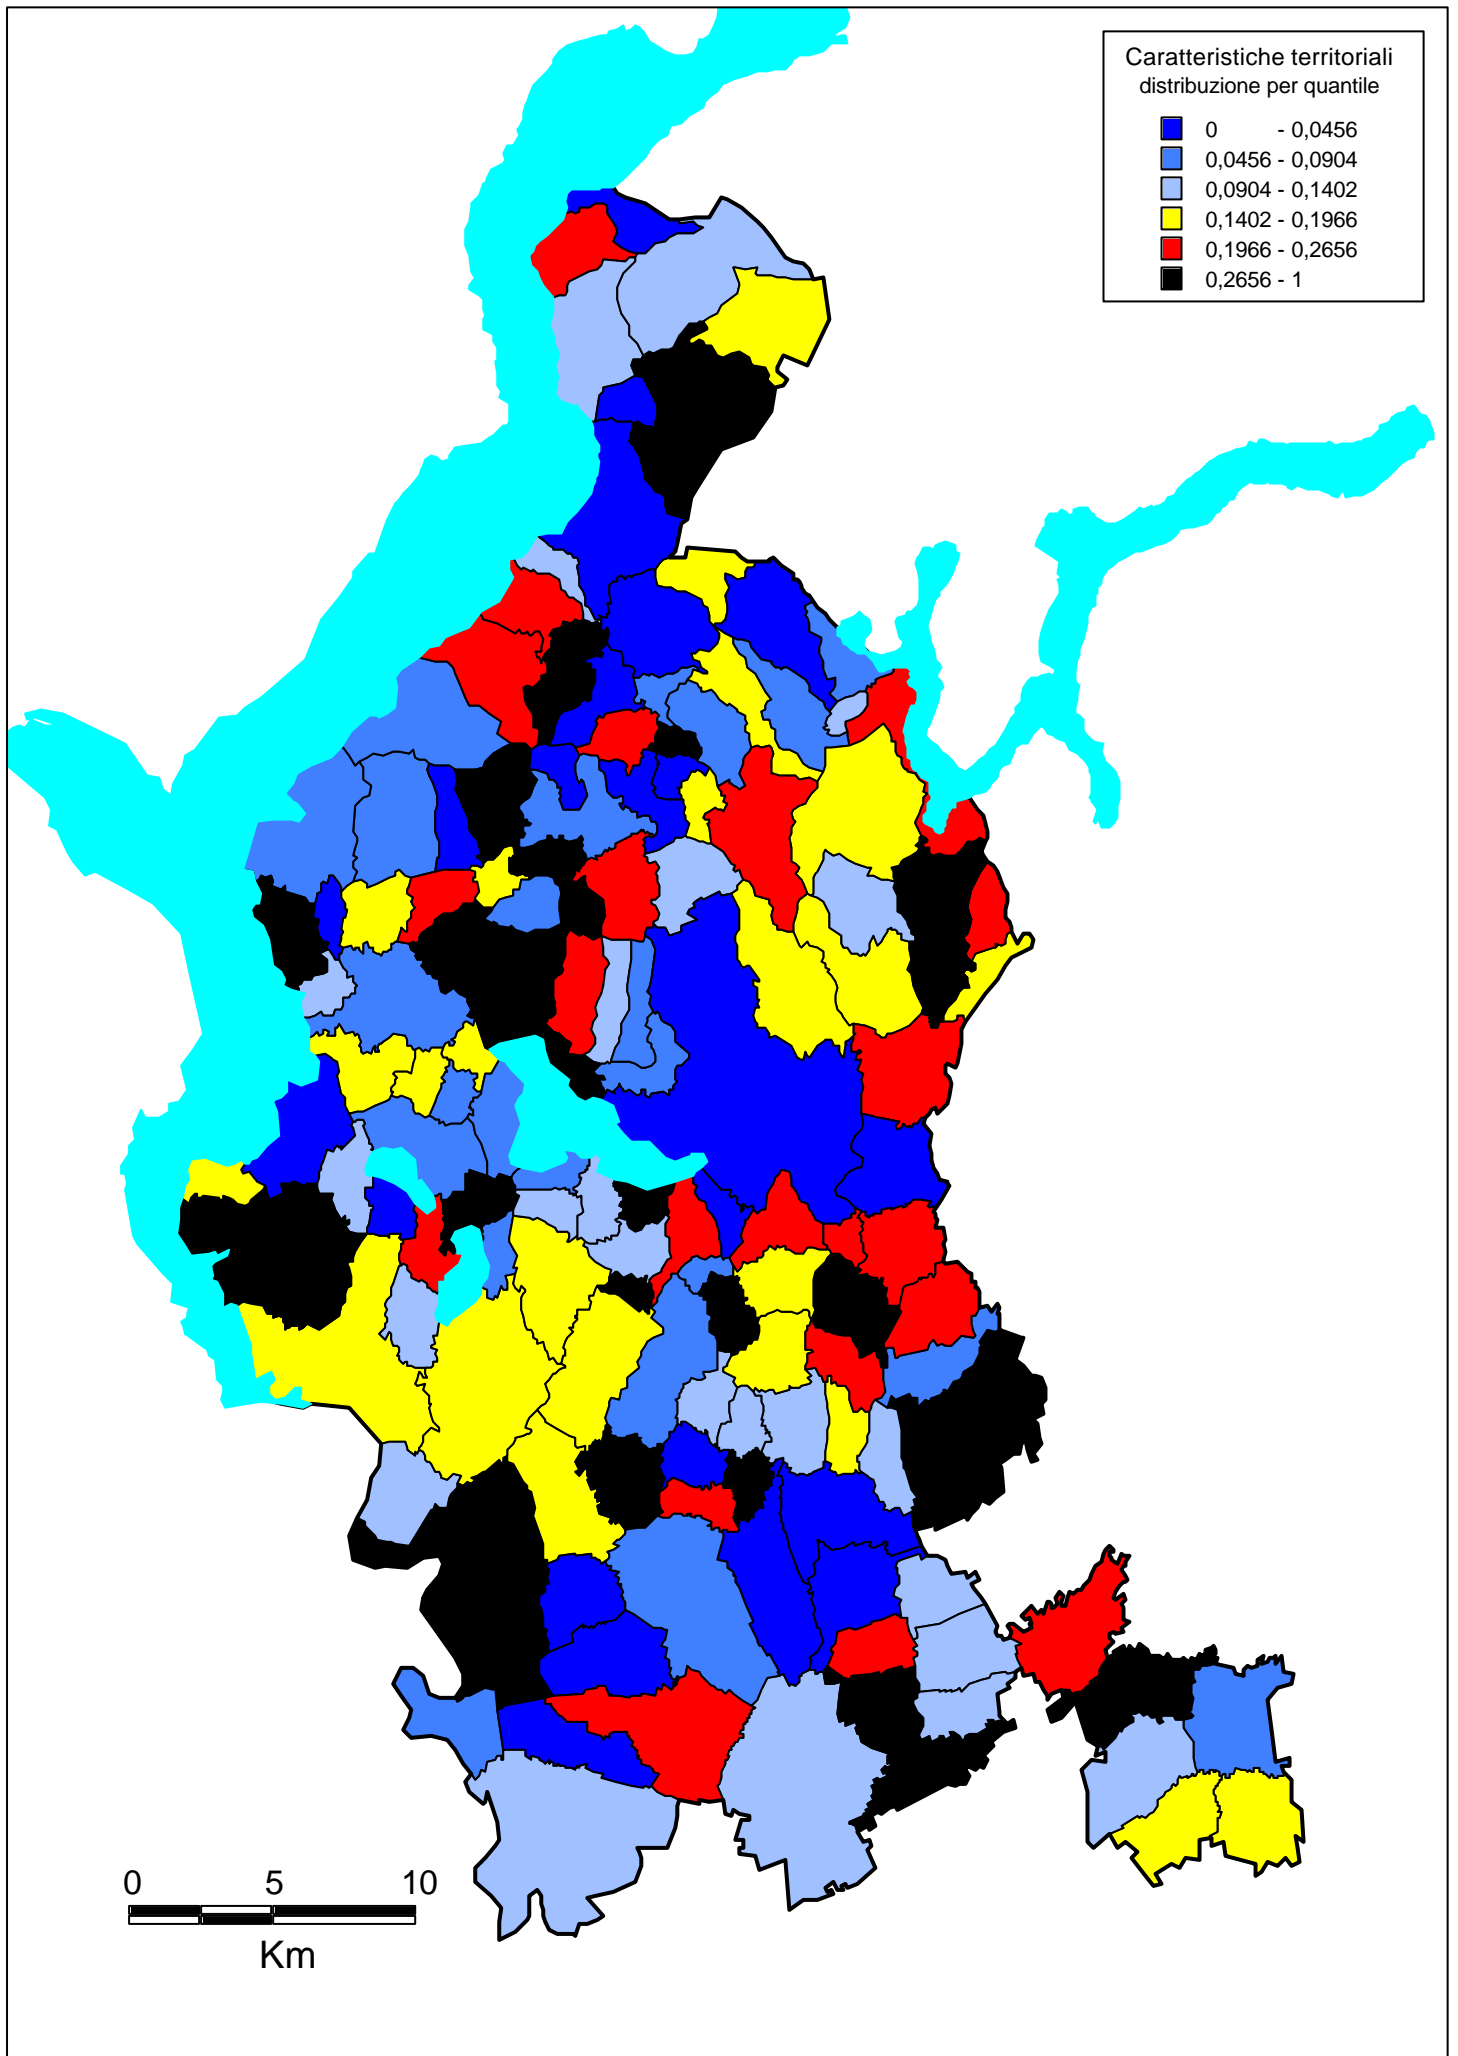 Caratteristiche territoriali
distribuzione per quantile
0 - 0,0456
0,0456 - 0,0904
0,0904 - 0,1402
0,1402 - 0,1966
0,1966 - 0,2656
0,2656 - 1
0 5 10
Km